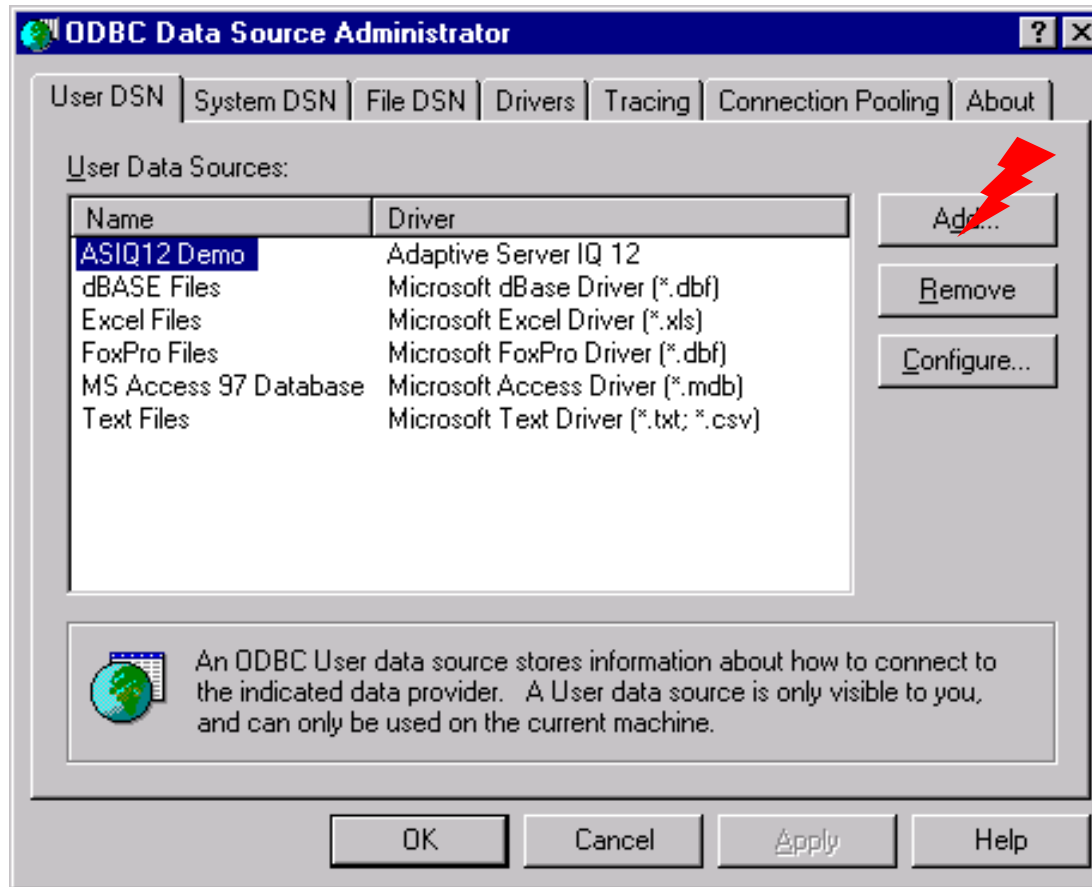 ODBC Data Source Administrator
User DSN System DSN File DSN Drivers Tracing Connection Pooling About
User Data Sources:
Name Driver
ASIQ12 Demo Adaptive Server IQ 12
dBASE Files Microsoft dBase Driver (*.dbf)
Excel Files Microsoft Excel Driver (*.xls)
FoxPro Files Microsoft FoxPro Driver (*.dbf)
MS Access 97 Database Microsoft Access Driver (*.mdb)
Text Files Microsoft Text Driver (*.txt; *.csv)
Add...
Remove
Configure...
An ODBC User data source stores information about how to connect to
the indicated data provider. A User data source is only visible to you,
and can only be used on the current machine.
OK Cancel Apply Help